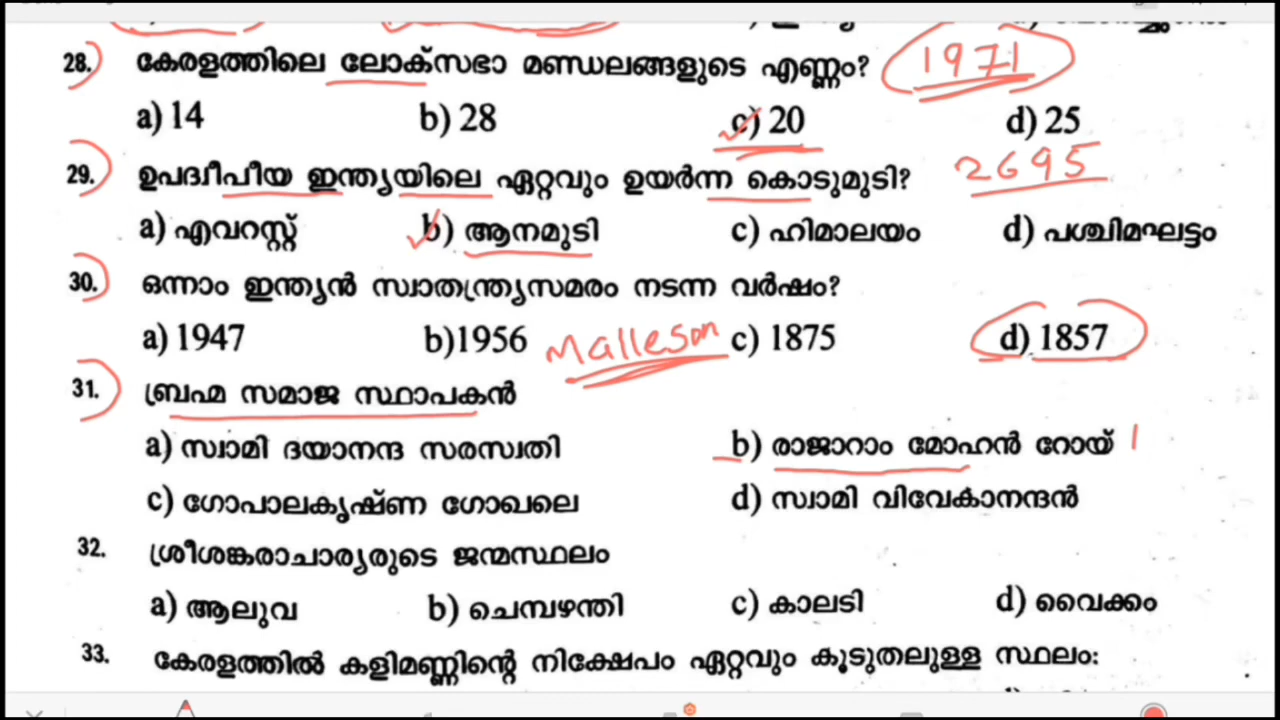 28. കേരളത്തിലെ ലോക്സഭാ മണ്ഡലങ്ങളുടെ എണ്ണം? 1971
a) 14 b) 28 c) 20 d) 25
2695
29. ഉപദ്വീപീയ ഇന്ത്യയിലെ ഏറ്റവും ഉയർന്ന കൊടുമുടി?
a) എവറസ്റ്റ് b) ആനമുടി c) ഹിമാലയം d) പശ്ചിമഘട്ടം
30. ഒന്നാം ഇന്ത്യൻ സ്വാതന്ത്ര്യസമരം നടന്ന വർഷം?
a) 1947 b)1956 Malleson c) 1875 d) 1857
31. ബ്രഹ്മ സമാജ സ്ഥാപകൻ
a) സ്വാമി ദയാനന്ദ സരസ്വതി b) രാജാറാം മോഹൻ റോയ്
c) ഗോപാലകൃഷ്ണ ഗോഖലെ d) സ്വാമി വിവേകാനന്ദൻ
32. ശ്രീശങ്കരാചാര്യരുടെ ജന്മസ്ഥലം
a) ആലുവ b) ചെമ്പഴന്തി c) കാലടി d) വൈക്കം
33. കേരളത്തിൽ കളിമണ്ണിന്റെ നിക്ഷേപം ഏറ്റവും കൂടുതലുള്ള സ്ഥലം: